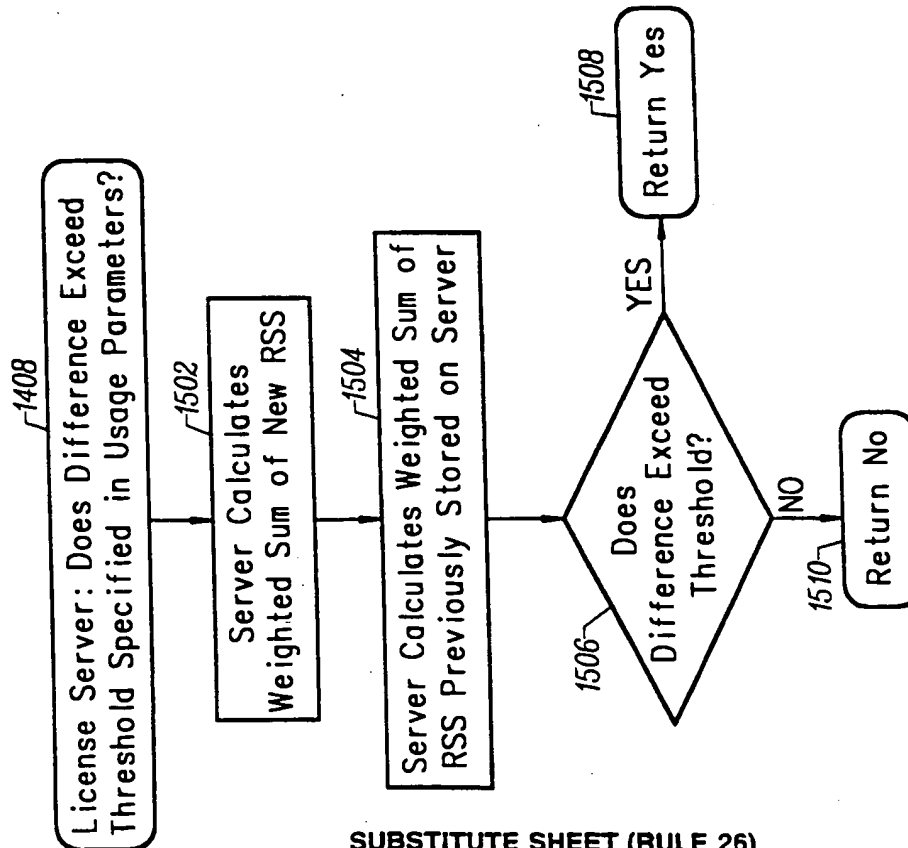 1408
License Server: Does Difference Exceed
Threshold Specified in Usage Parameters?
1502
Server Calculates
Weighted Sum of New RSS
1504
Server Calculates Weighted Sum of
RSS Previously Stored on Server
1506
Does
Difference Exceed
Threshold?
YES
1508
Return Yes
NO
1510
Return No
SUBSTITUTE SHEET (RULE 26)